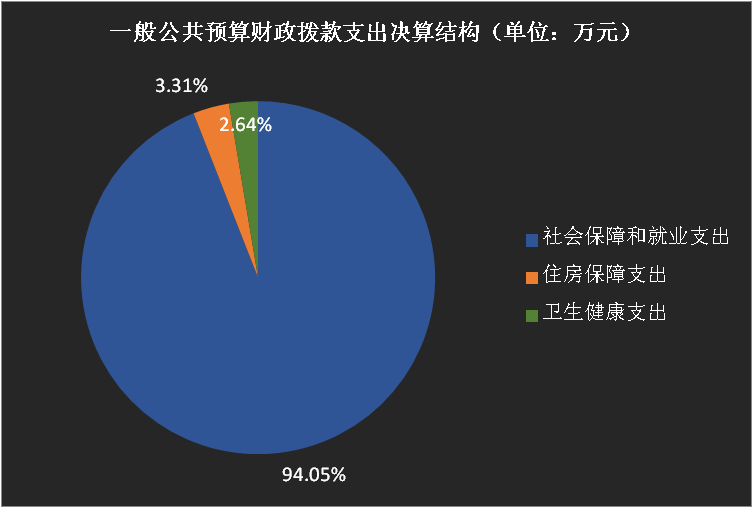 一般公共预算财政拨款支出决算结构（单位：万元）
3.31%
2.64%
社会保障和就业支出
住房保障支出
卫生健康支出
94.05%